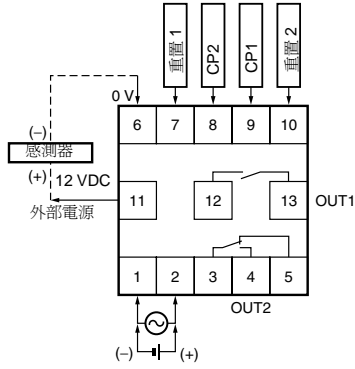 重置 1
CP2
CP1
重置 2
0 V
6 7 8 9 10
(–)
感測器
(+)
12 VDC
外部電源
11 12 13
OUT1
1 2 3 4 5
OUT2
(–) (+)